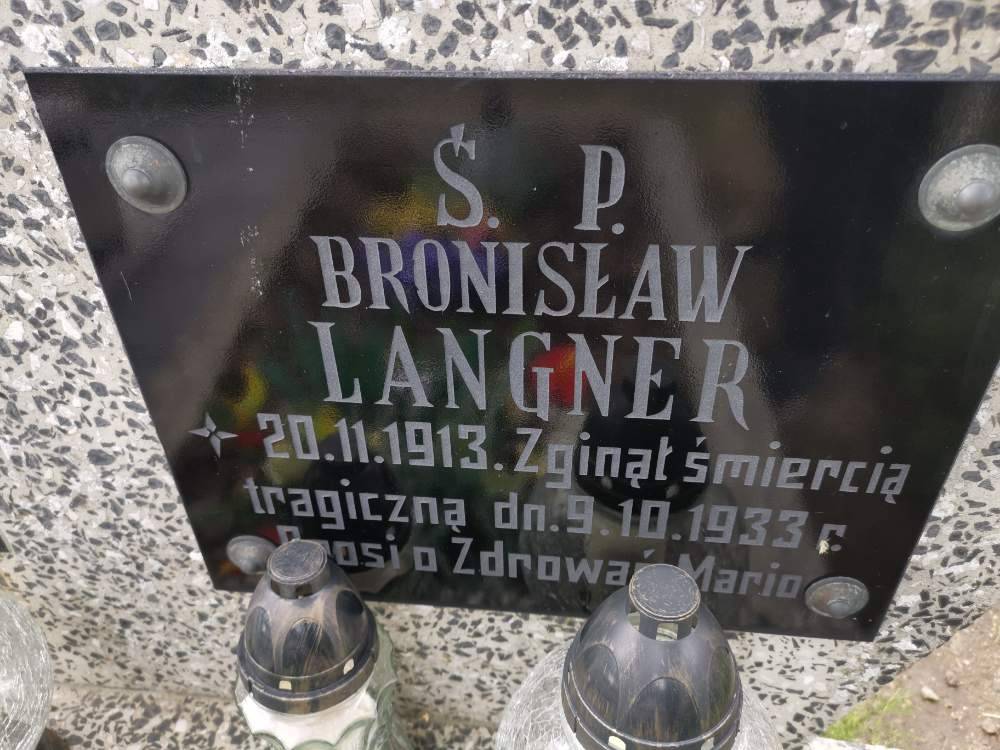 Ś. P.
BRONISŁAW
LANGNER
20.11.1913. Zginął śmiercią
tragiczną dn. 9.10.1933 r.
Prosi o Zdrowaś Mario